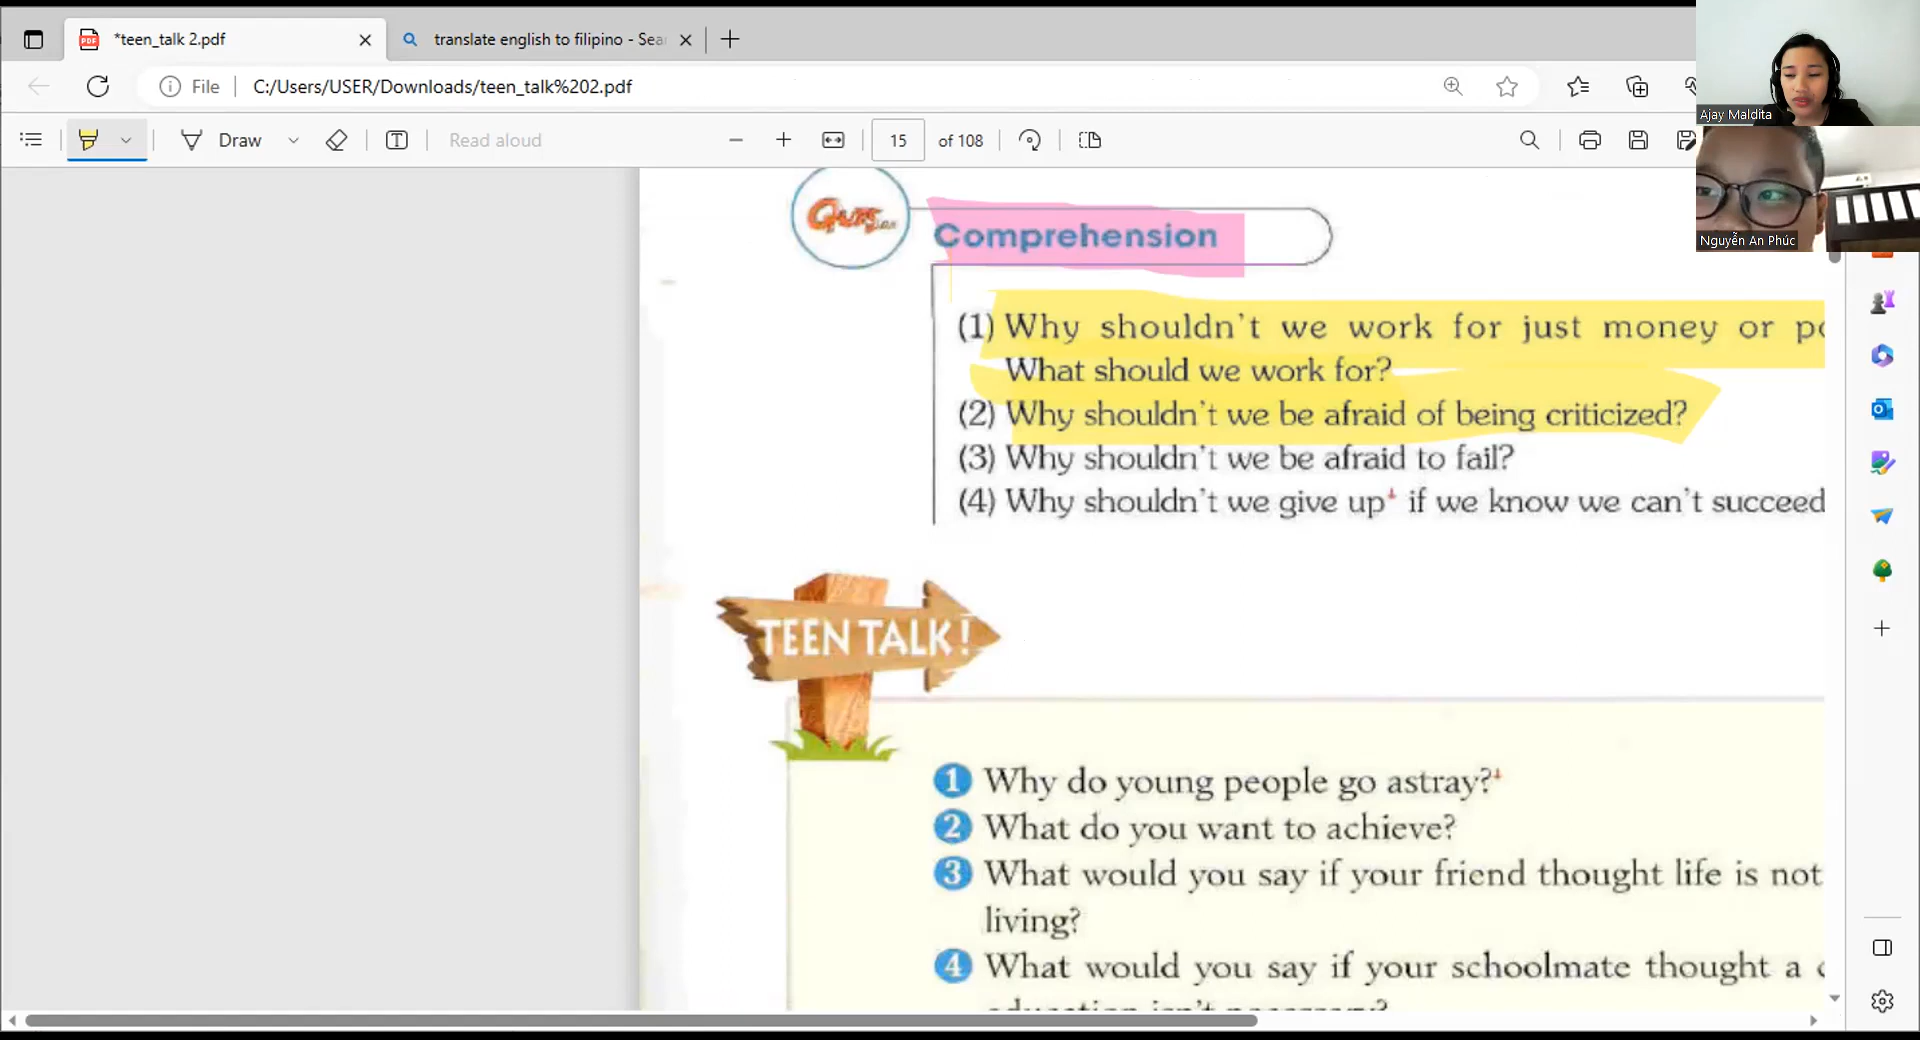 *teen_talk 2.pdf
translate english to filipino - Sea
File
C:/Users/USER/Downloads/teen_talk%202.pdf
Draw
Read aloud
15 of 108
Ajay Maldita
Nguyễn An Phúc
Comprehension
(1) Why shouldn't we work for just money or po
What should we work for?
(2) Why shouldn't we be afraid of being criticized?
(3) Why shouldn't we be afraid to fail?
(4) Why shouldn't we give up if we know we can't succeed
TEEN TALK!
1 Why do young people go astray?
2 What do you want to achieve?
3 What would you say if your friend thought life is not
living?
4 What would you say if your schoolmate thought a c
education isn't necessary?